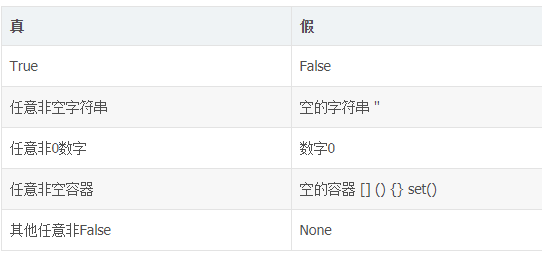 真 假
True False
任意非空字符串 空的字符串 ''
任意非0数字 数字0
任意非空容器 空的容器 [] () {} set()
其他任意非False None